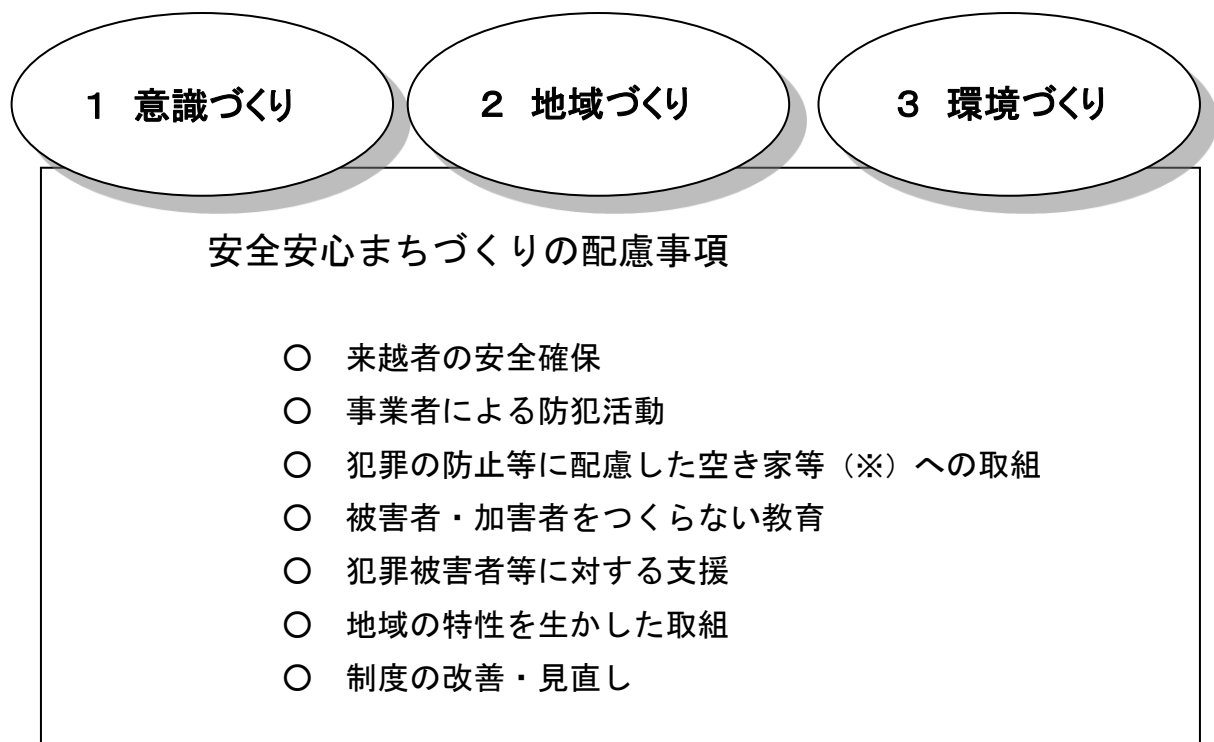 1 意識づくり
2 地域づくり
3 環境づくり
安全安心まちづくりの配慮事項
○ 来越者の安全確保
○ 事業者による防犯活動
○ 犯罪の防止等に配慮した空き家等（※）への取組
○ 被害者・加害者をつくらない教育
○ 犯罪被害者等に対する支援
○ 地域の特性を生かした取組
○ 制度の改善・見直し